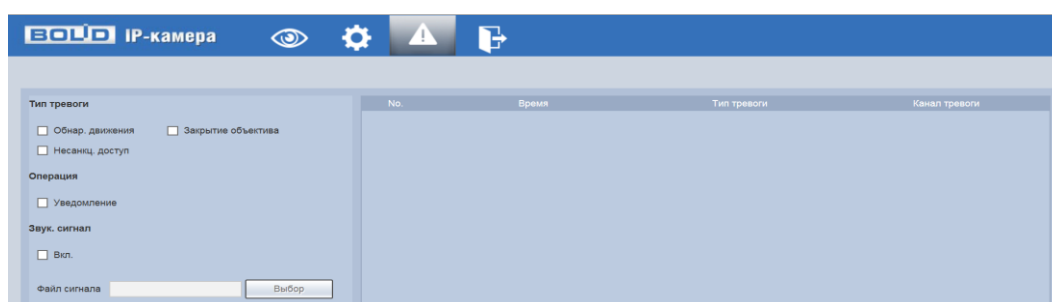 BOLID IP-камера
Тип тревоги
Обнар. движения Закрытие объектива
Несанкц. доступ
Операция
Уведомление
Звук. сигнал
Вкл.
Файл сигнала Выбор
No. Время Тип тревоги Канал тревоги